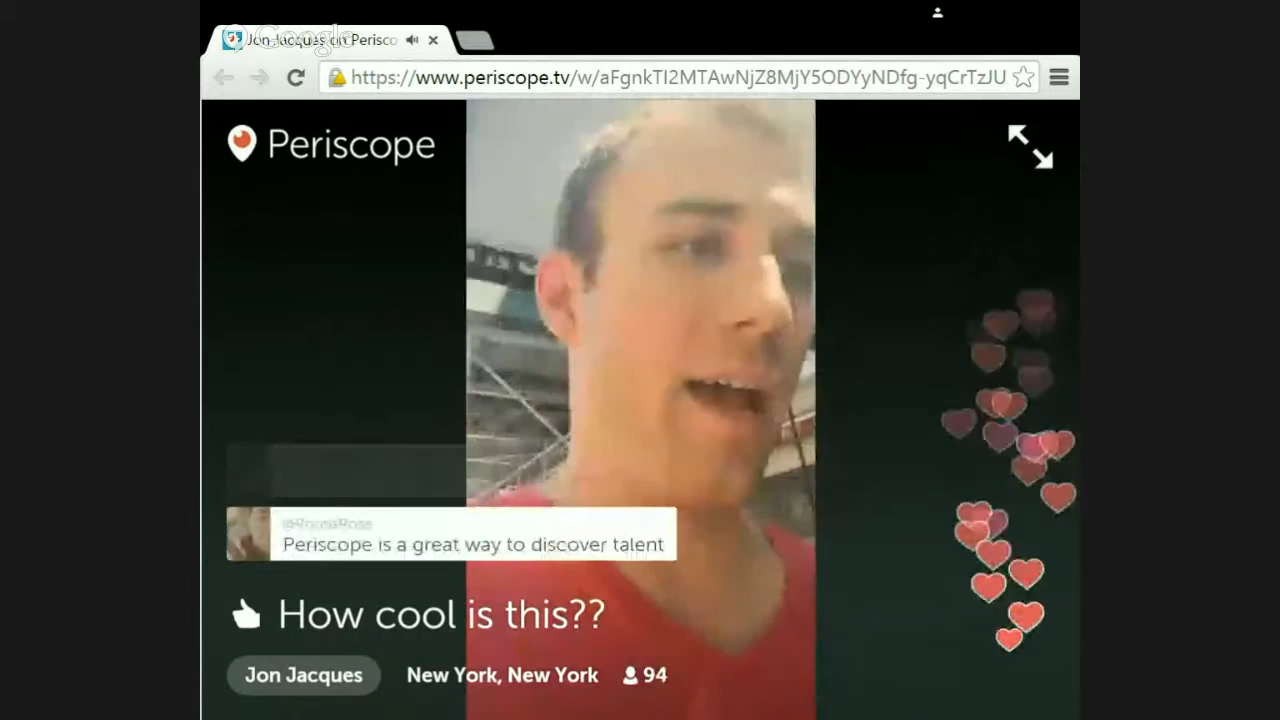 Google
Jon Jacques on Perisco
https://www.periscope.tv/w/aFgnkTI2MTAwNjZ8MjY5ODYyNDfg-yqCrTzJU
Periscope
Periscope is a great way to discover talent
How cool is this??
Jon Jacques New York, New York 94